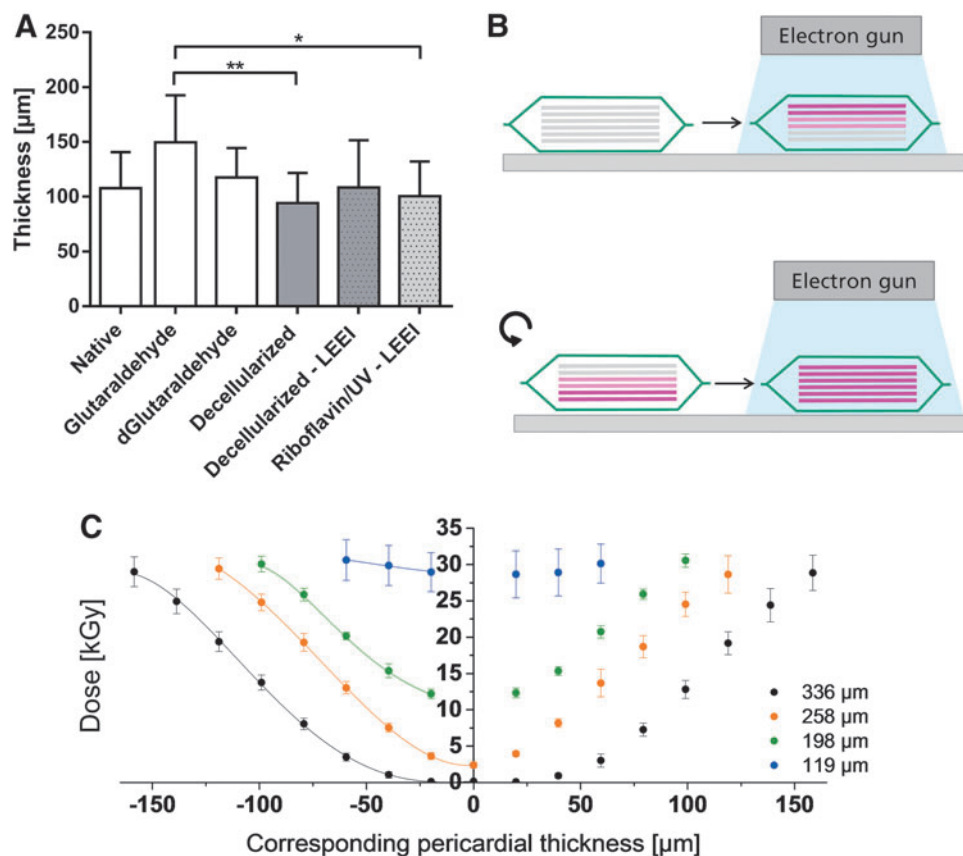 A
Thickness [µm]
250
200
150
100
50
0
*
**
Native
Glutaraldehyde
dGlutaraldehyde
Decellularized
Decellularized - LEEI
Riboflavin/UV - LEEI
B
Electron gun
Electron gun
C
Dose [kGy]
35
30
25
20
15
10
5
0
-150 -100 -50 0 50 100 150
Corresponding pericardial thickness [µm]
336 µm
258 µm
198 µm
119 µm